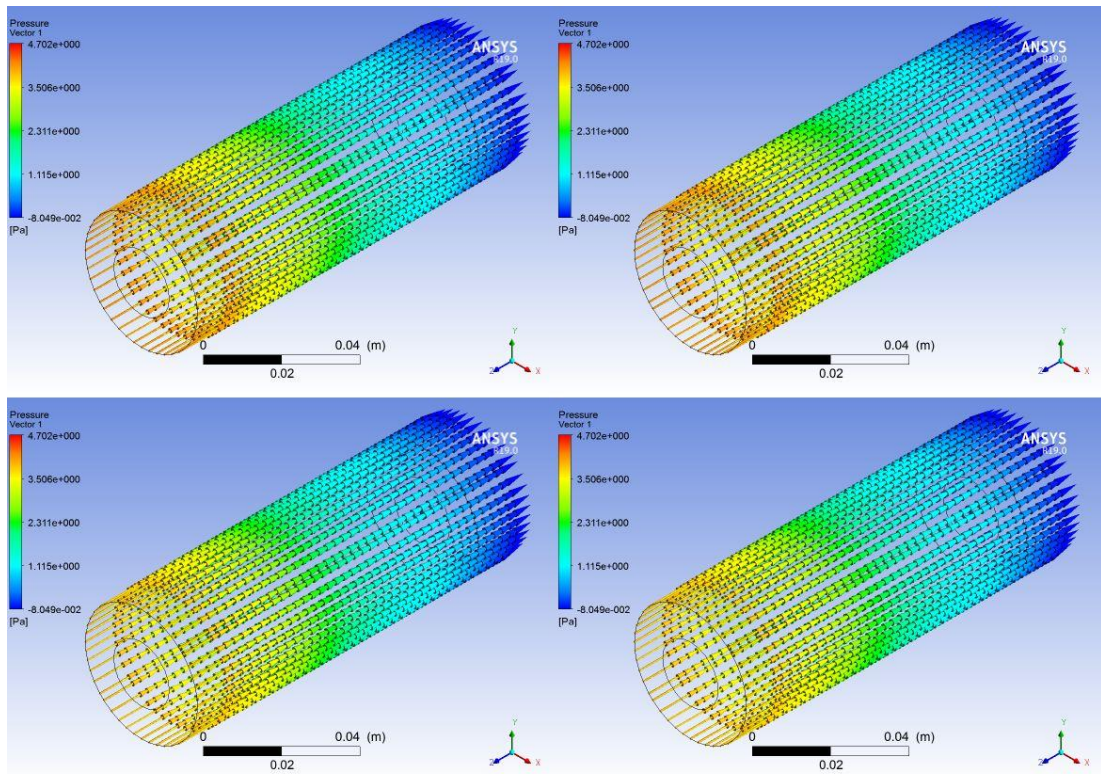 Pressure
Vector 1
4.702e+000
3.506e+000
2.311e+000
1.115e+000
-8.049e-002
[Pa]
ANSYS
R19.0
0 0.04 (m)
0.02
Y
Z X
Pressure
Vector 1
4.702e+000
3.506e+000
2.311e+000
1.115e+000
-8.049e-002
[Pa]
ANSYS
R19.0
0 0.04 (m)
0.02
Y
Z X
Pressure
Vector 1
4.702e+000
3.506e+000
2.311e+000
1.115e+000
-8.049e-002
[Pa]
ANSYS
R19.0
0 0.04 (m)
0.02
Y
Z X
Pressure
Vector 1
4.702e+000
3.506e+000
2.311e+000
1.115e+000
-8.049e-002
[Pa]
ANSYS
R19.0
0 0.04 (m)
0.02
Y
Z X